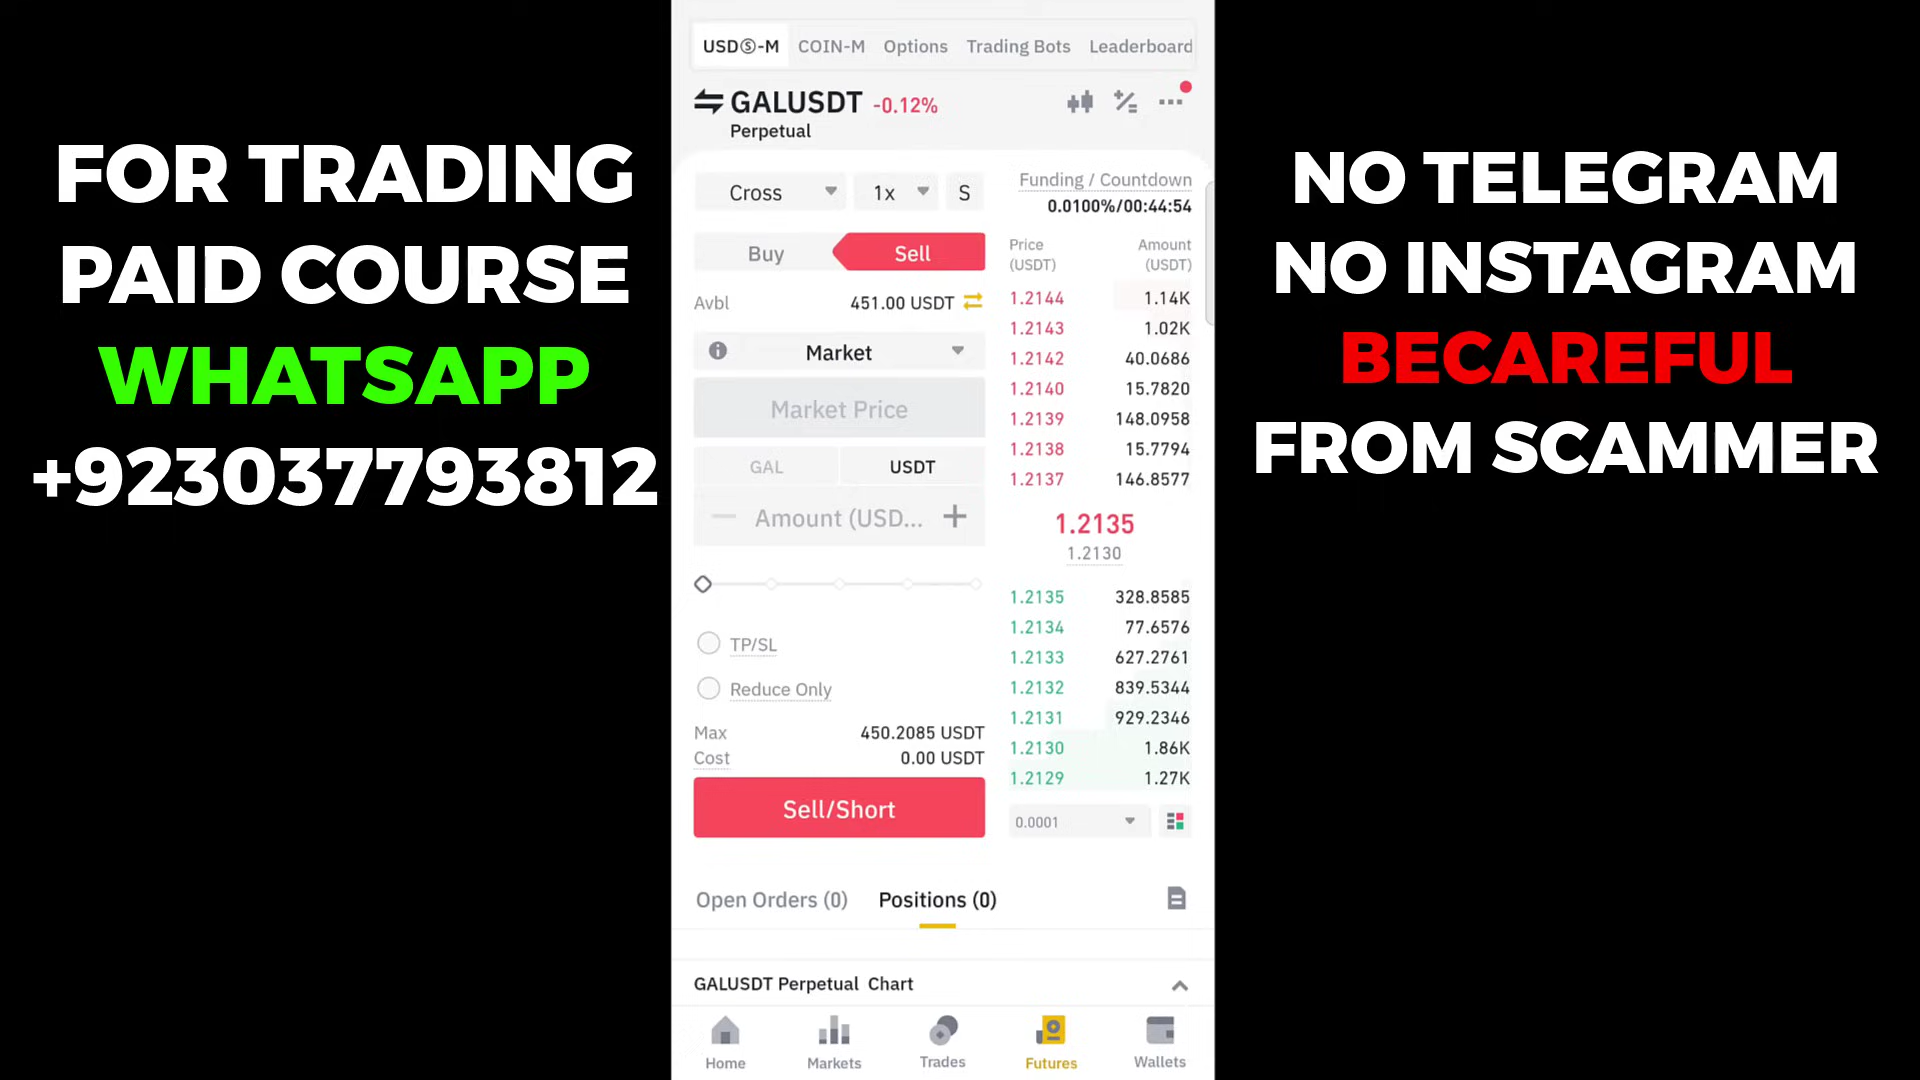 FOR TRADING
PAID COURSE
WHATSAPP
+923037793812
USDⓈ-M COIN-M Options Trading Bots Leaderboard
GALUSDT -0.12%
Perpetual
Cross 1x S
Buy Sell
Avbl 451.00 USDT
Market
Market Price
GAL USDT
Amount (USD...
TP/SL
Reduce Only
Max 450.2085 USDT
Cost 0.00 USDT
Sell/Short
Funding / Countdown
0.0100%/00:44:54
Price Amount
(USDT) (USDT)
1.2144 1.14K
1.2143 1.02K
1.2142 40.0686
1.2140 15.7820
1.2139 148.0958
1.2138 15.7794
1.2137 146.8577
1.2135
1.2130
1.2135 328.8585
1.2134 77.6576
1.2133 627.2761
1.2132 839.5344
1.2131 929.2346
1.2130 1.86K
1.2129 1.27K
0.0001
Open Orders (0) Positions (0)
GALUSDT Perpetual Chart
Home Markets Trades Futures Wallets
NO TELEGRAM
NO INSTAGRAM
BECAREFUL
FROM SCAMMER